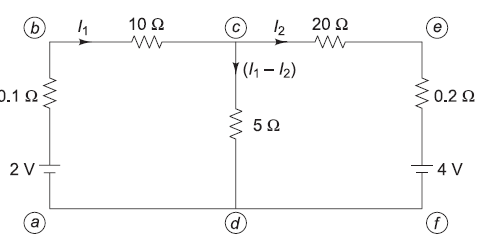 b I₁ 10 Ω c I₂ 20 Ω e
(I₁ – I₂)
0.1 Ω 5 Ω 0.2 Ω
2 V 4 V
a d f